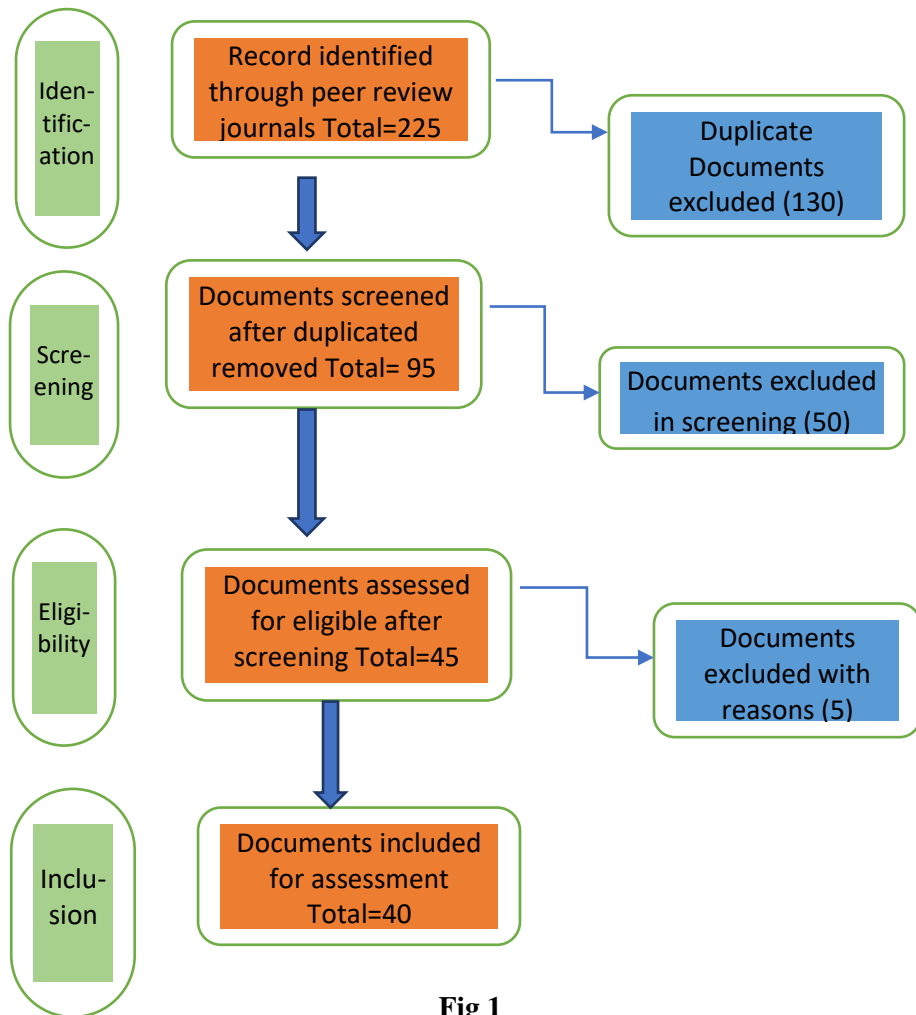 Iden-
tific-
ation
Record identified
through peer review
journals Total=225
Duplicate
Documents
excluded (130)
Scre-
ening
Documents screened
after duplicated
removed Total= 95
Documents excluded
in screening (50)
Eligi-
bility
Documents assessed
for eligible after
screening Total=45
Documents
excluded with
reasons (5)
Inclu-
sion
Documents included
for assessment
Total=40
Fig 1